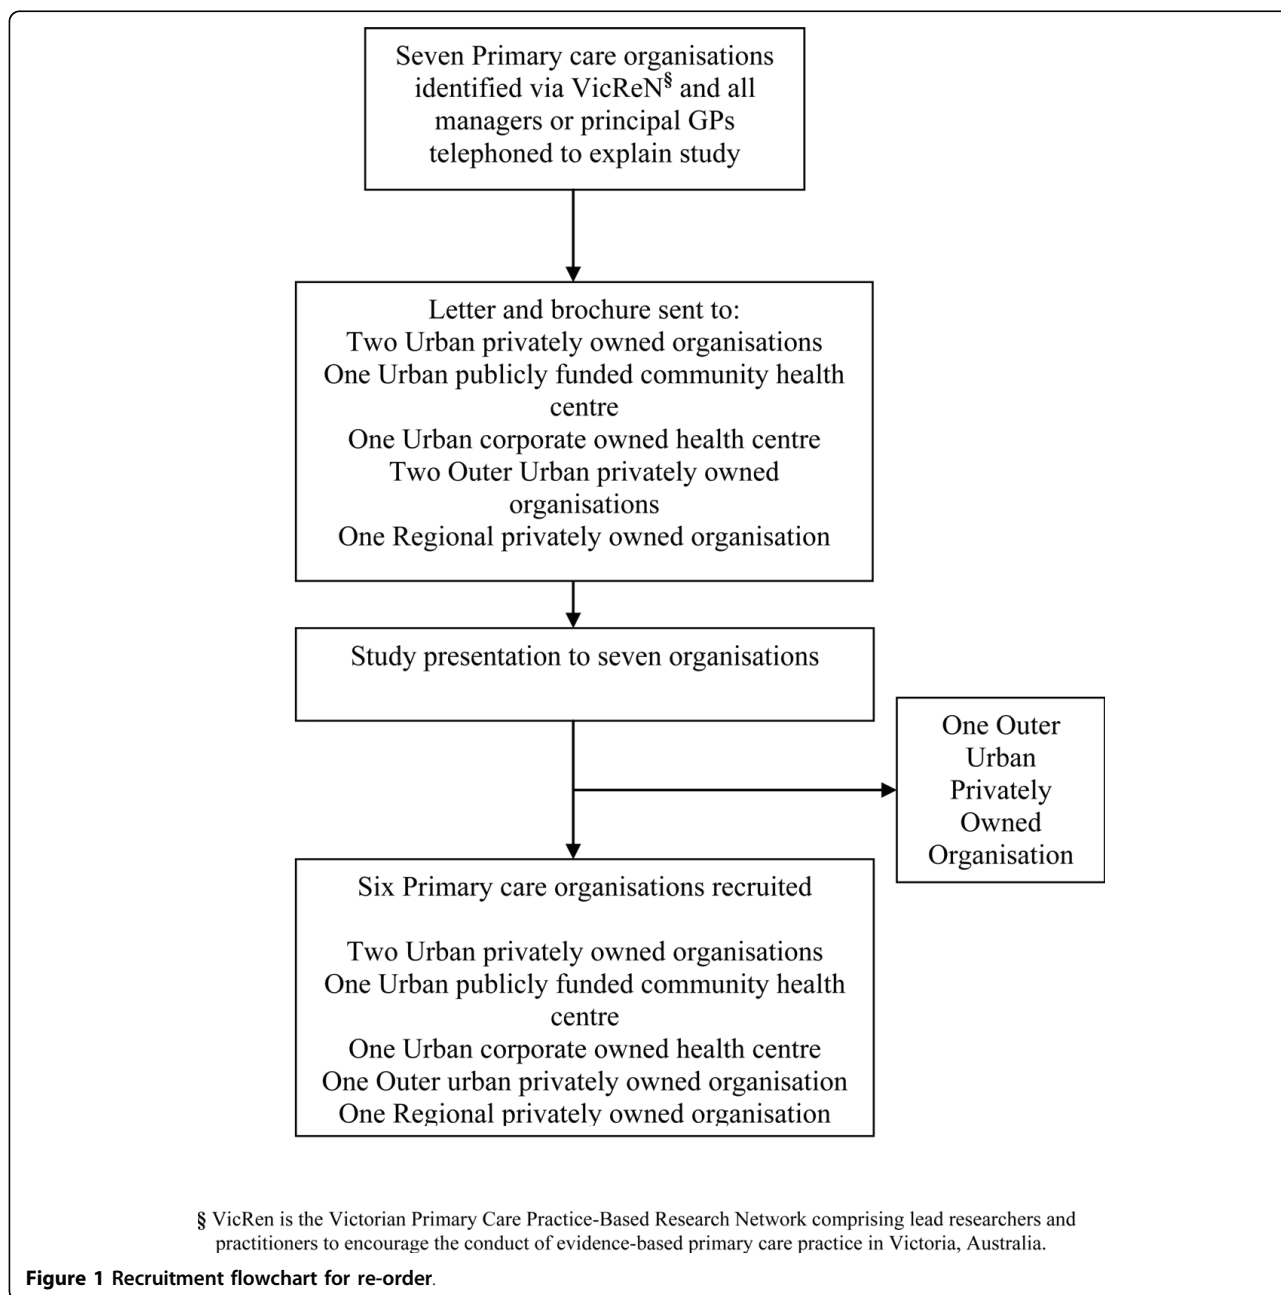 Seven Primary care organisations
identified via VicReN§ and all
managers or principal GPs
telephoned to explain study
Letter and brochure sent to:
Two Urban privately owned organisations
One Urban publicly funded community health
centre
One Urban corporate owned health centre
Two Outer Urban privately owned
organisations
One Regional privately owned organisation
Study presentation to seven organisations
One Outer
Urban
Privately
Owned
Organisation
Six Primary care organisations recruited
Two Urban privately owned organisations
One Urban publicly funded community health
centre
One Urban corporate owned health centre
One Outer urban privately owned organisation
One Regional privately owned organisation
§ VicRen is the Victorian Primary Care Practice-Based Research Network comprising lead researchers and
practitioners to encourage the conduct of evidence-based primary care practice in Victoria, Australia.
Figure 1 Recruitment flowchart for re-order.